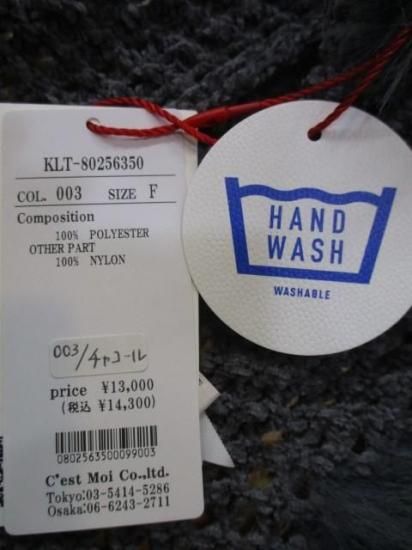 KLT-80256350
COL. 003 SIZE F
Composition
100% POLYESTER
OTHER PART
100% NYLON
003/チャコール
price ¥13,000
(税込 ¥14,300)
0802563500099003
C'est Moi Co.,ltd.
Tokyo:03-5414-5286
Osaka:06-6243-2711
HAND
WASH
WASHABLE